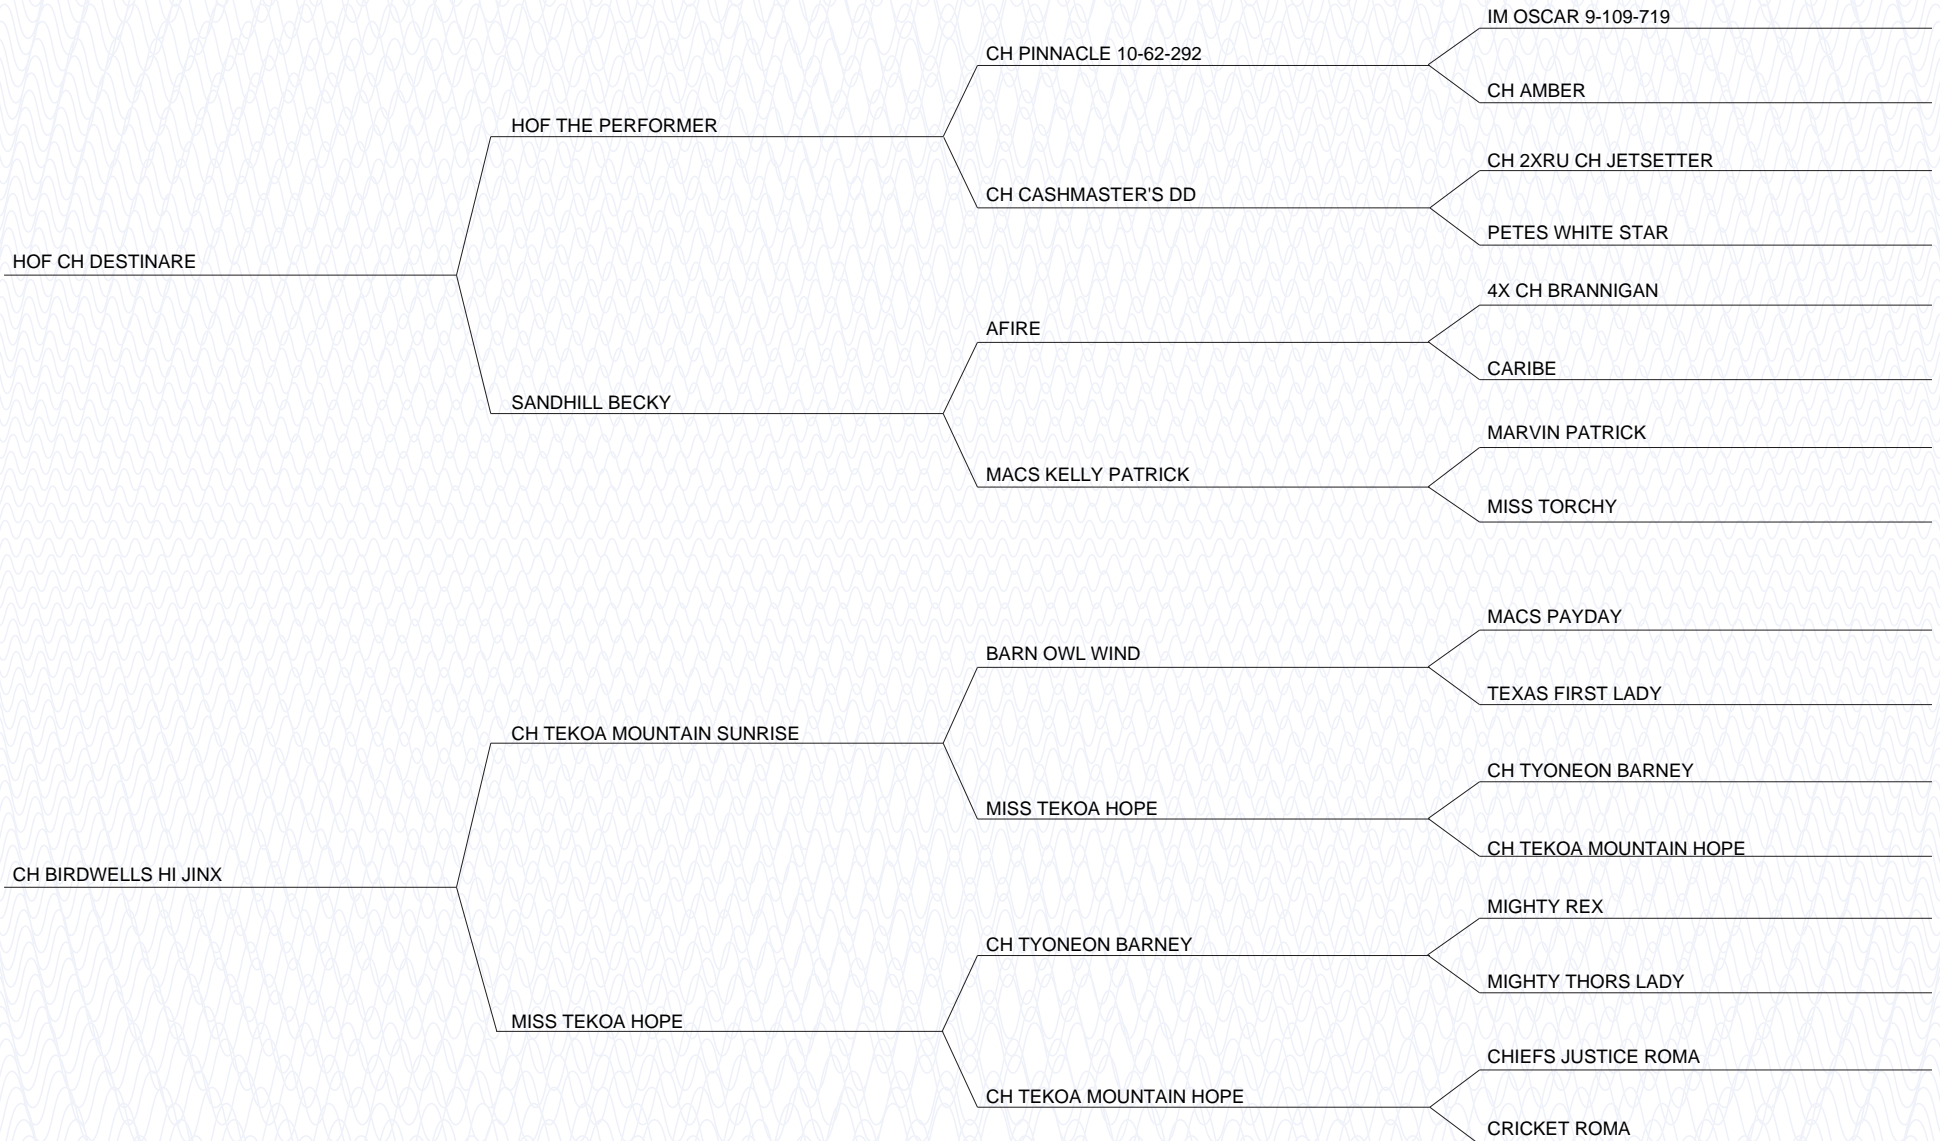 IM OSCAR 9-109-719
CH PINNACLE 10-62-292
CH AMBER
HOF THE PERFORMER
CH 2XRU CH JETSETTER
CH CASHMASTER'S DD
PETES WHITE STAR
HOF CH DESTINARE
4X CH BRANNIGAN
AFIRE
CARIBE
SANDHILL BECKY
MARVIN PATRICK
MACS KELLY PATRICK
MISS TORCHY
MACS PAYDAY
BARN OWL WIND
TEXAS FIRST LADY
CH TEKOA MOUNTAIN SUNRISE
CH TYONEON BARNEY
MISS TEKOA HOPE
CH TEKOA MOUNTAIN HOPE
CH BIRDWELLS HI JINX
MIGHTY REX
CH TYONEON BARNEY
MIGHTY THORS LADY
MISS TEKOA HOPE
CHIEFS JUSTICE ROMA
CH TEKOA MOUNTAIN HOPE
CRICKET ROMA